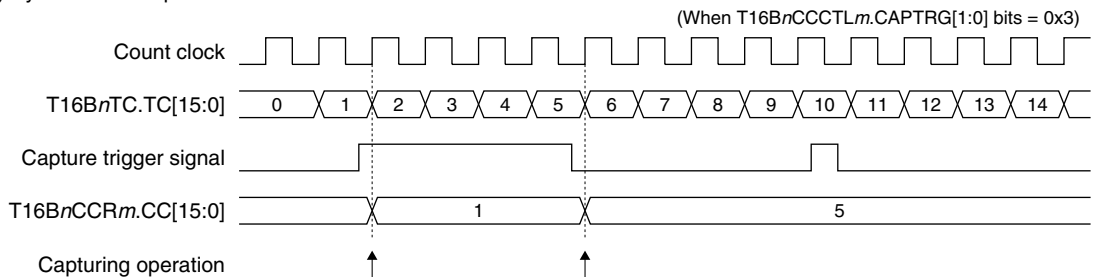 (When T16BnCCCTLm.CAPTRG[1:0] bits = 0x3)
Count clock
T16BnTC.TC[15:0] 0 1 2 3 4 5 6 7 8 9 10 11 12 13 14
Capture trigger signal
T16BnCCRm.CC[15:0] 1 5
Capturing operation